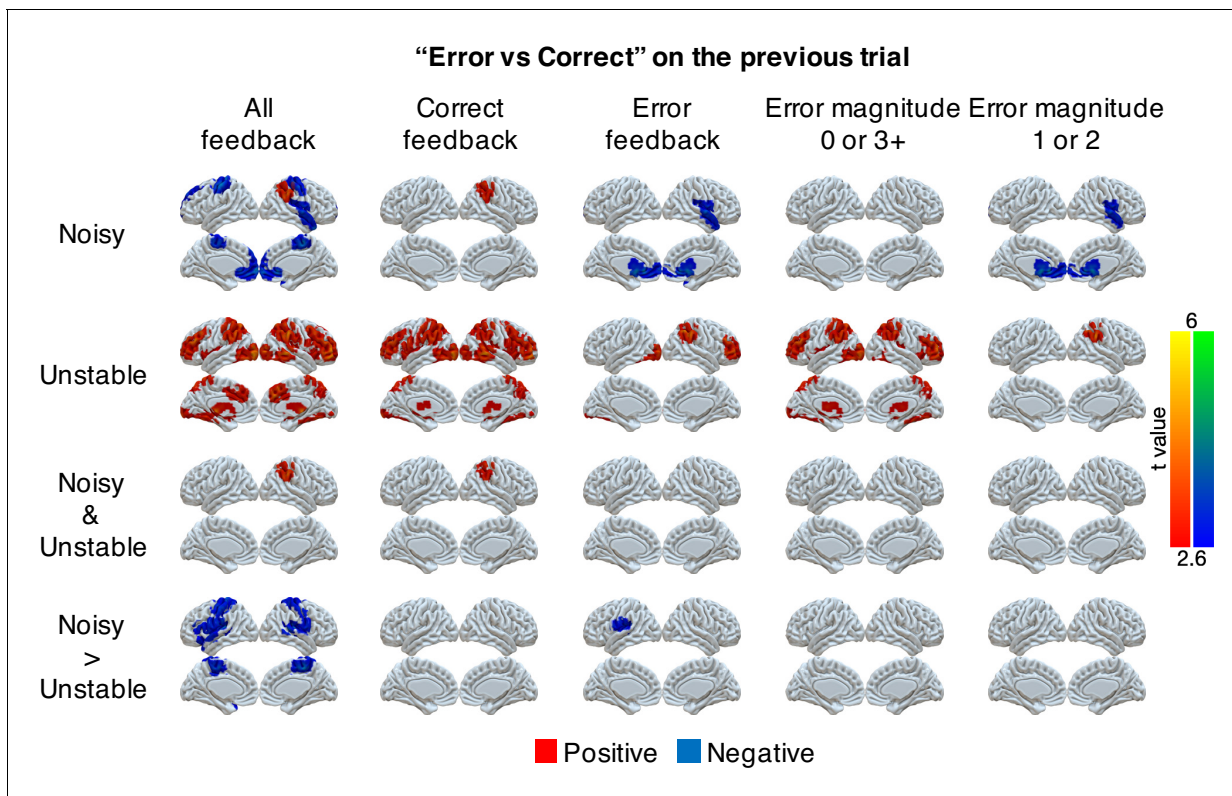 “Error vs Correct” on the previous trial
All
feedback
Correct
feedback
Error
feedback
Error magnitude
0 or 3+
Error magnitude
1 or 2
Noisy
Unstable
Noisy
&
Unstable
Noisy
>
Unstable
6
t value
2.6
Positive
Negative